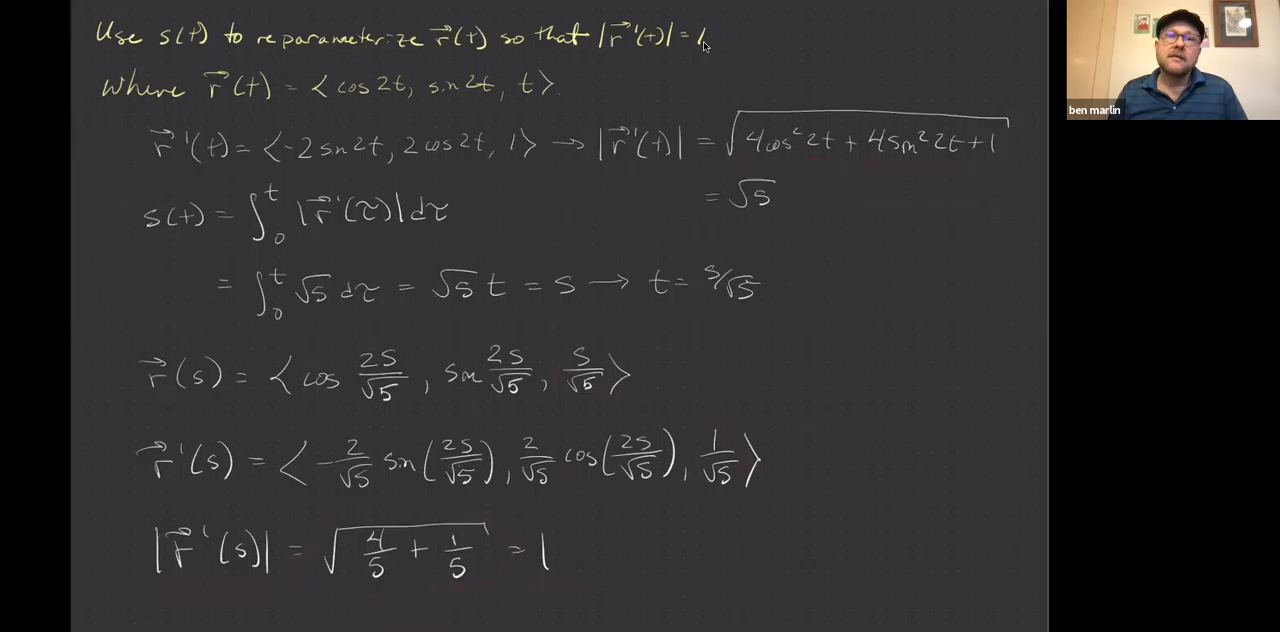 Use s(t) to reparameterize r⃗(t) so that |r⃗'(t)| = 1
where r⃗(t) = ⟨cos 2t, sin 2t, t⟩
r⃗'(t) = ⟨-2 sin 2t, 2 cos 2t, 1⟩ → |r⃗'(t)| = √(4cos²2t + 4sin²2t + 1)
= √5
s(t) = ∫₀ᵗ |r⃗'(τ)| dτ
= ∫₀ᵗ √5 dτ = √5 t = s → t = s/√5
r⃗(s) = ⟨cos 2s/√5, sin 2s/√5, s/√5⟩
r⃗'(s) = ⟨-2/√5 sin(2s/√5), 2/√5 cos(2s/√5), 1/√5⟩
|r⃗'(s)| = √(4/5 + 1/5) = 1
ben marlin